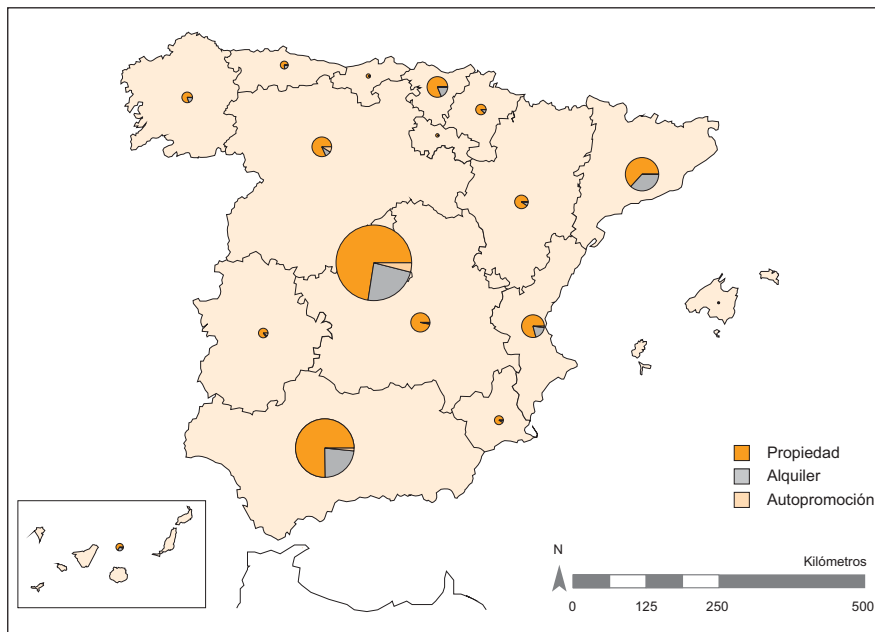 Propiedad
Alquiler
Autopromoción
N
Kilómetros
0 125 250 500